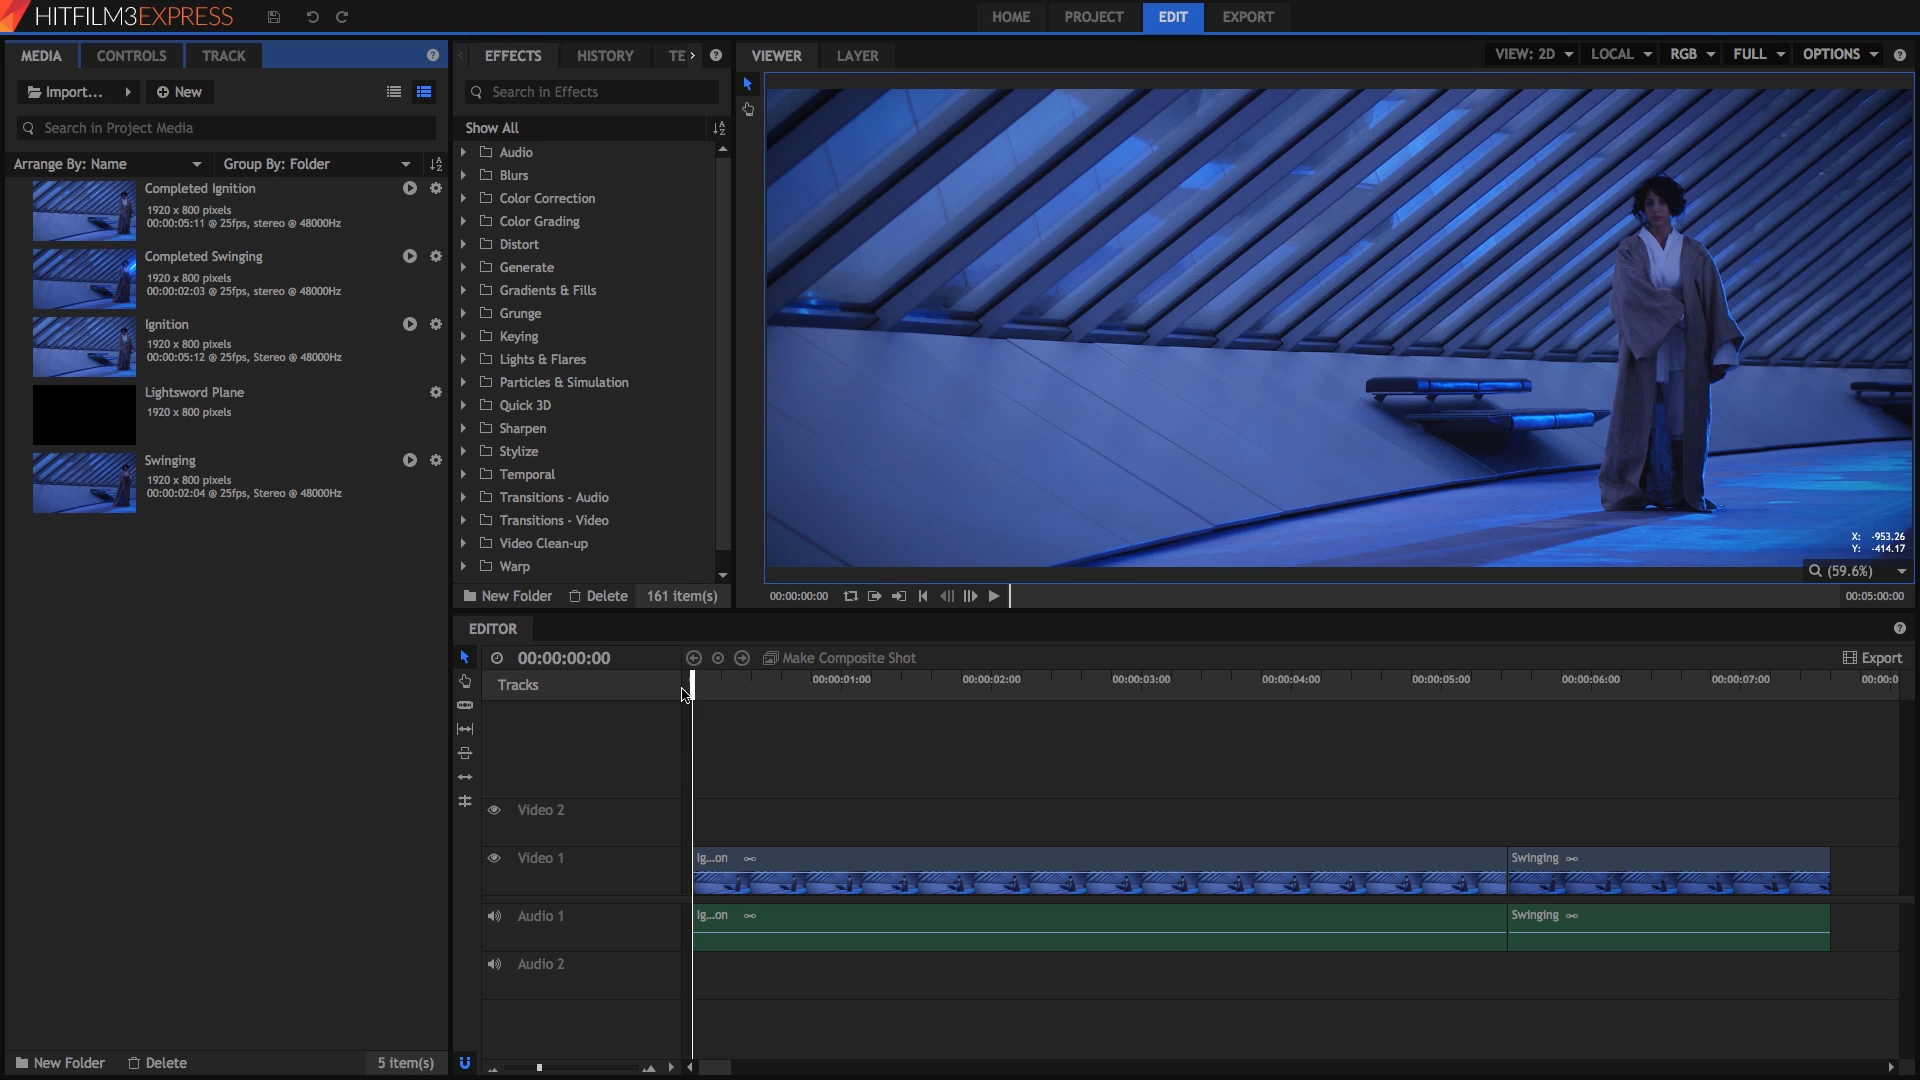 HITFILM3EXPRESS
HOME PROJECT EDIT EXPORT
MEDIA CONTROLS TRACK
Import... New
Search in Project Media
Arrange By: Name Group By: Folder
Completed Ignition
1920 x 800 pixels
00:00:05:11 @ 25fps, stereo @ 48000Hz
Completed Swinging
1920 x 800 pixels
00:00:02:03 @ 25fps, stereo @ 48000Hz
Ignition
1920 x 800 pixels
00:00:05:12 @ 25fps, Stereo @ 48000Hz
Lightsword Plane
1920 x 800 pixels
Swinging
1920 x 800 pixels
00:00:02:04 @ 25fps, Stereo @ 48000Hz
New Folder Delete 5 item(s)
EFFECTS HISTORY TE
Search in Effects
Show All
Audio
Blurs
Color Correction
Color Grading
Distort
Generate
Gradients & Fills
Grunge
Keying
Lights & Flares
Particles & Simulation
Quick 3D
Sharpen
Stylize
Temporal
Transitions - Audio
Transitions - Video
Video Clean-up
Warp
New Folder Delete 161 item(s)
VIEWER LAYER VIEW: 2D LOCAL RGB FULL OPTIONS
X: -953.26
Y: -414.17
(59.6%)
00:00:00:00 00:05:00:00
EDITOR
00:00:00:00 Make Composite Shot Export
Tracks 00:00:01:00 00:00:02:00 00:00:03:00 00:00:04:00 00:00:05:00 00:00:06:00 00:00:07:00 00:00:0
Video 2
Video 1 Ig...on Swinging
Audio 1 Ig...on Swinging
Audio 2